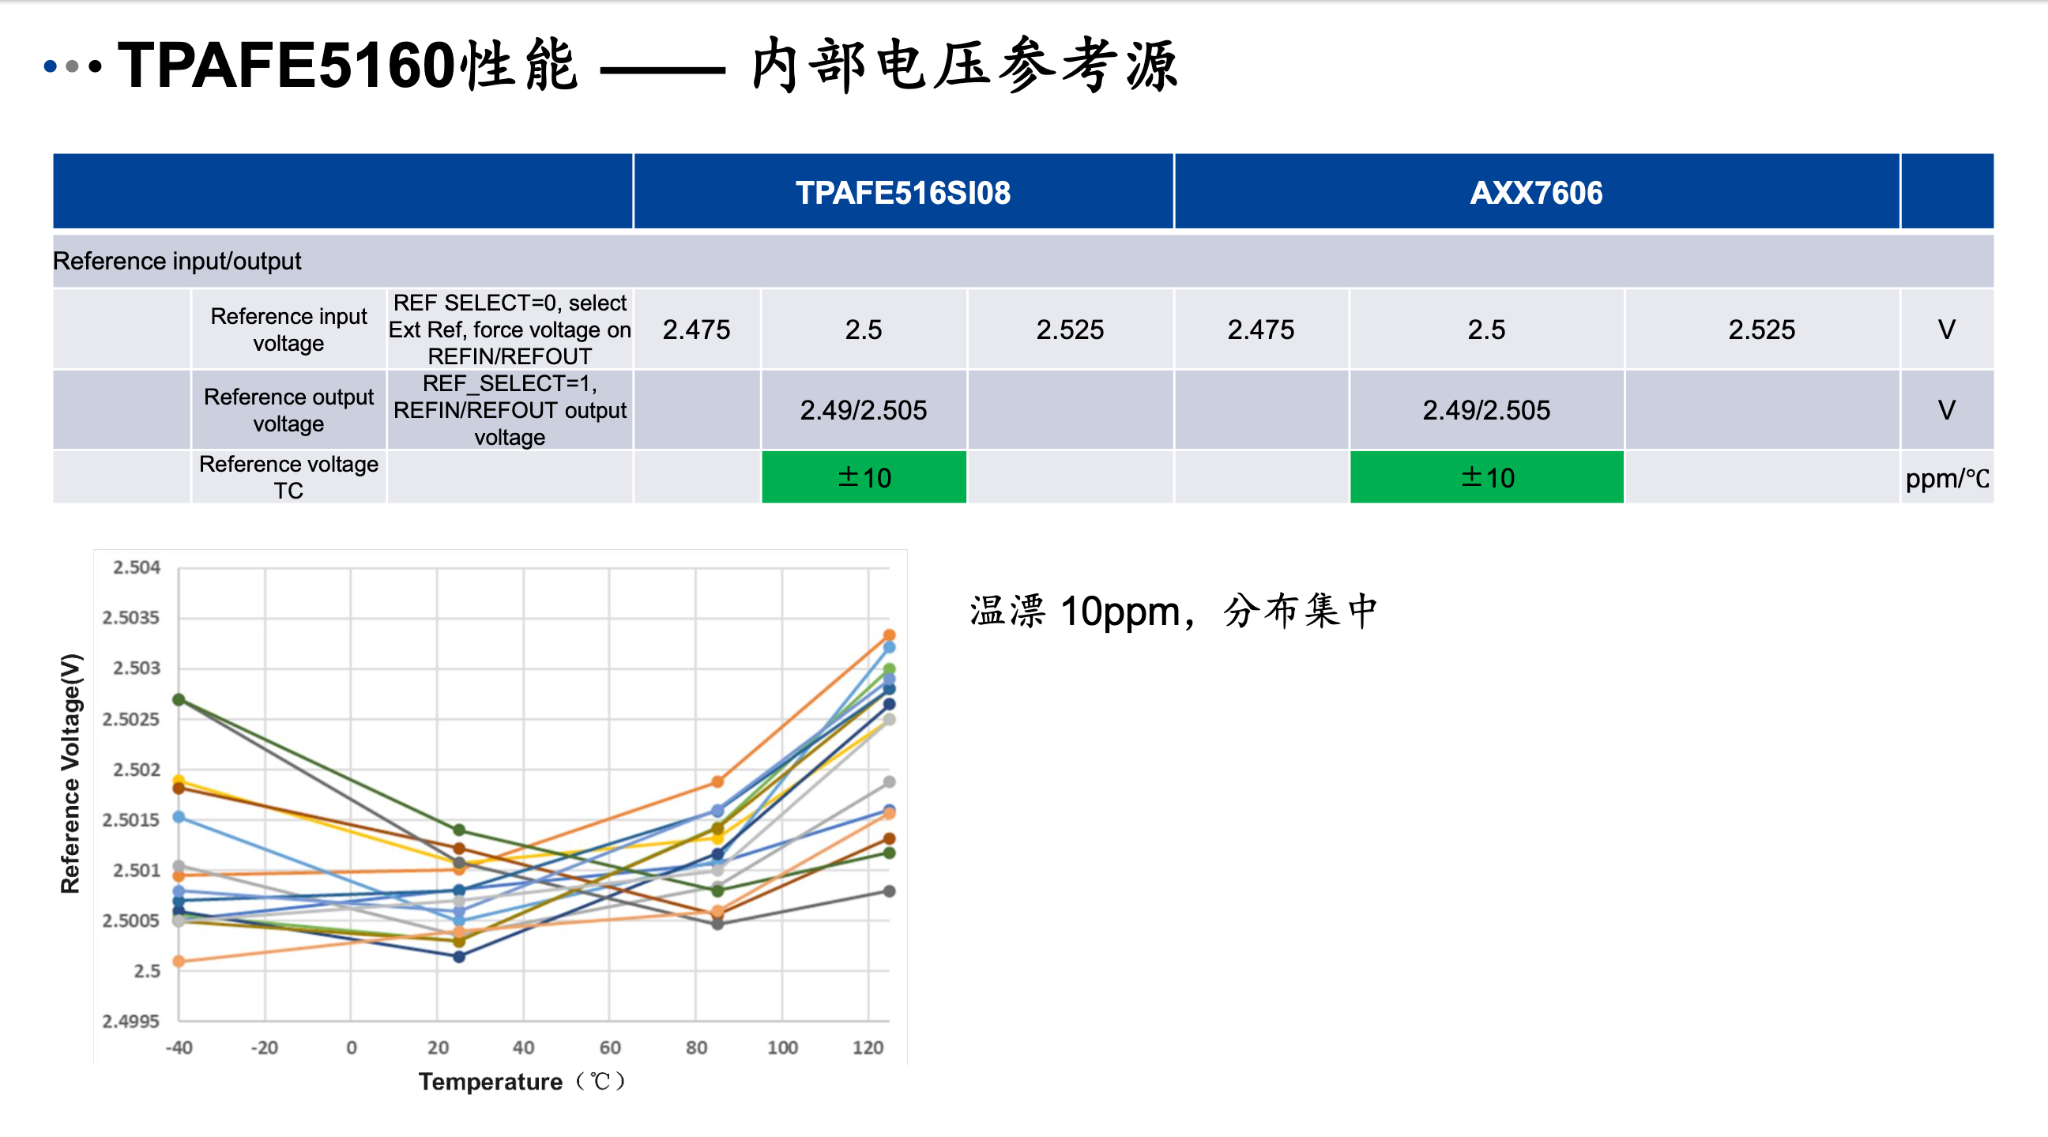 TPAFE5160性能 —— 内部电压参考源
TPAFE516SI08 AXX7606
Reference input/output
Reference input
voltage
REF SELECT=0, select
Ext Ref, force voltage on
REFIN/REFOUT
2.475 2.5 2.525 2.475 2.5 2.525 V
Reference output
voltage
REF_SELECT=1,
REFIN/REFOUT output
voltage
2.49/2.505 2.49/2.505 V
Reference voltage
TC
±10 ±10 ppm/℃
温漂 10ppm，分布集中
Reference Voltage(V)
2.504
2.5035
2.503
2.5025
2.502
2.5015
2.501
2.5005
2.5
2.4995
-40 -20 0 20 40 60 80 100 120
Temperature（℃）